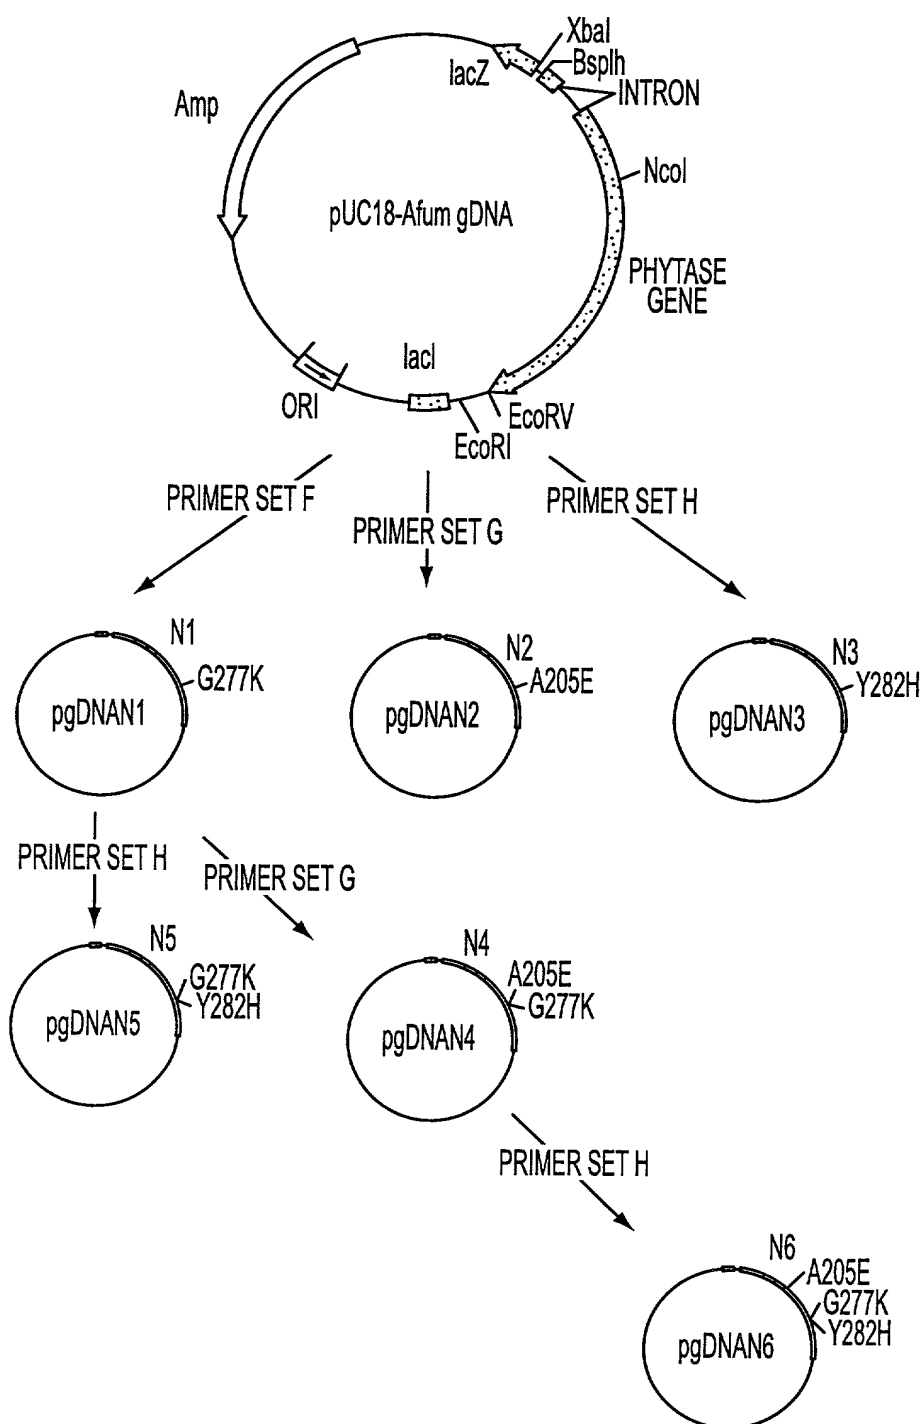 XbaI
BspIh
lacZ
INTRON
Amp
NcoI
pUC18-Afum gDNA
PHYTASE
GENE
lacI
ORI
EcoRV
EcoRI
PRIMER SET F
PRIMER SET G
PRIMER SET H
N1
G277K
pgDNAN1
N2
A205E
pgDNAN2
N3
Y282H
pgDNAN3
PRIMER SET H
PRIMER SET G
N5
G277K
Y282H
pgDNAN5
N4
A205E
G277K
pgDNAN4
PRIMER SET H
N6
A205E
G277K
Y282H
pgDNAN6